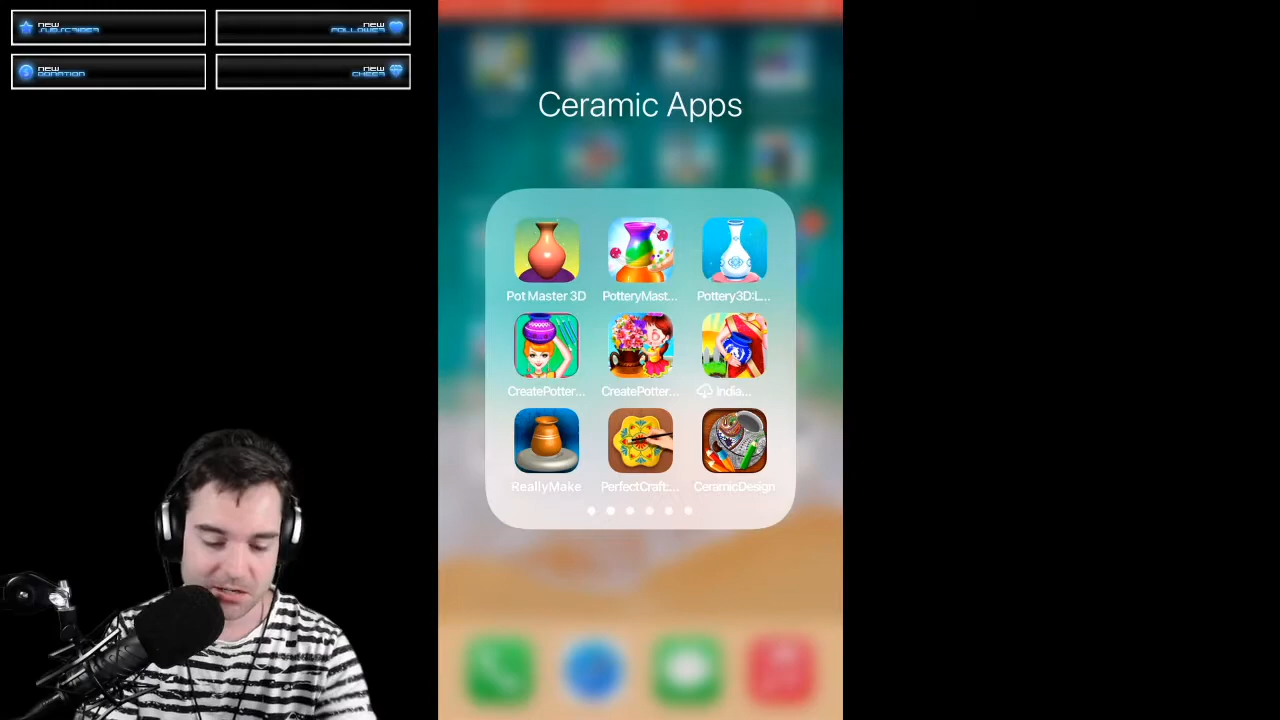 NEW
SUBSCRIBER
NEW
FOLLOWER
NEW
DONATION
NEW
CHEER
Ceramic Apps
Pot Master 3D
PotteryMast...
Pottery3D:L...
CreatePotter...
CreatePotter...
India...
ReallyMake
PerfectCraft:...
CeramicDesign